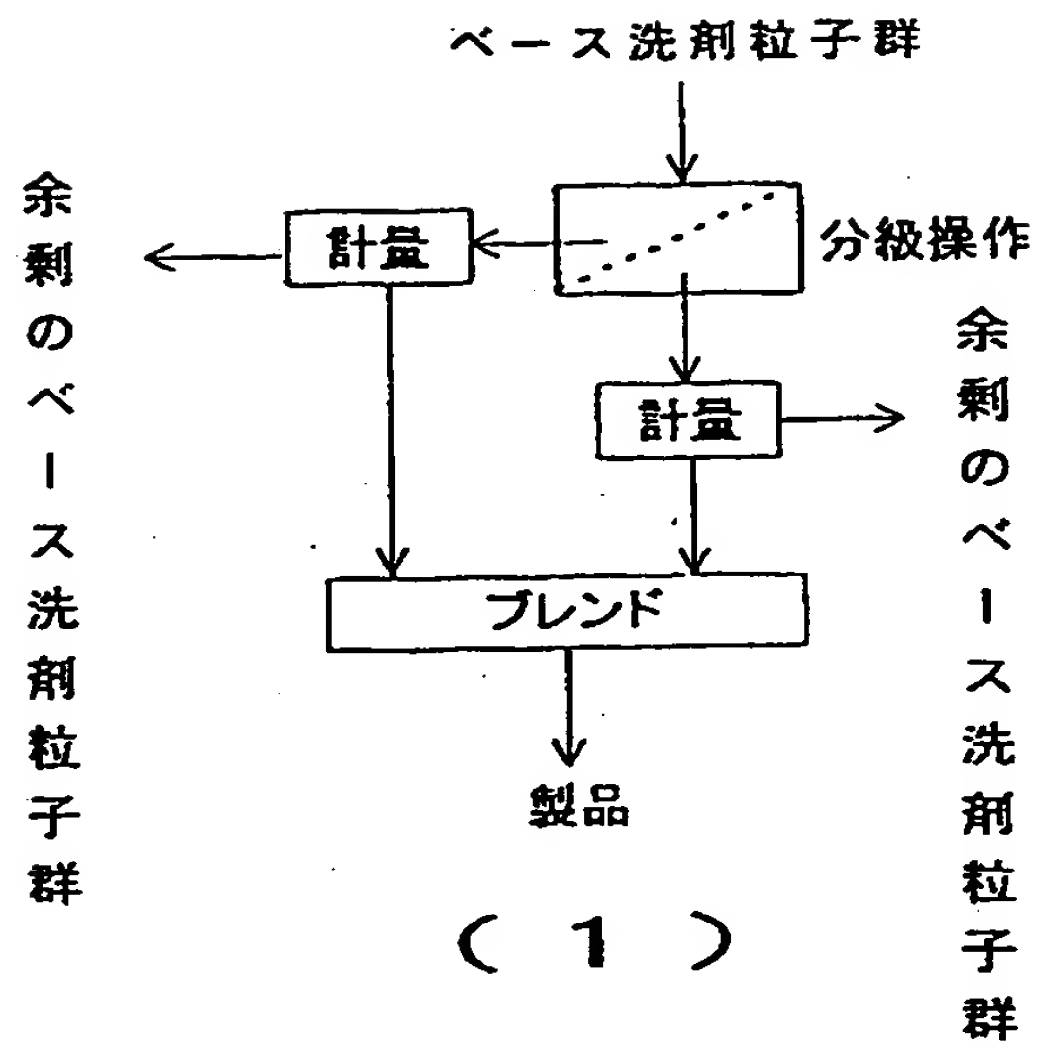 ベース洗剤粒子群
分級操作
計量
余剰のベース洗剤粒子群
計量
余剰のベース洗剤粒子群
ブレンド
製品
(1)